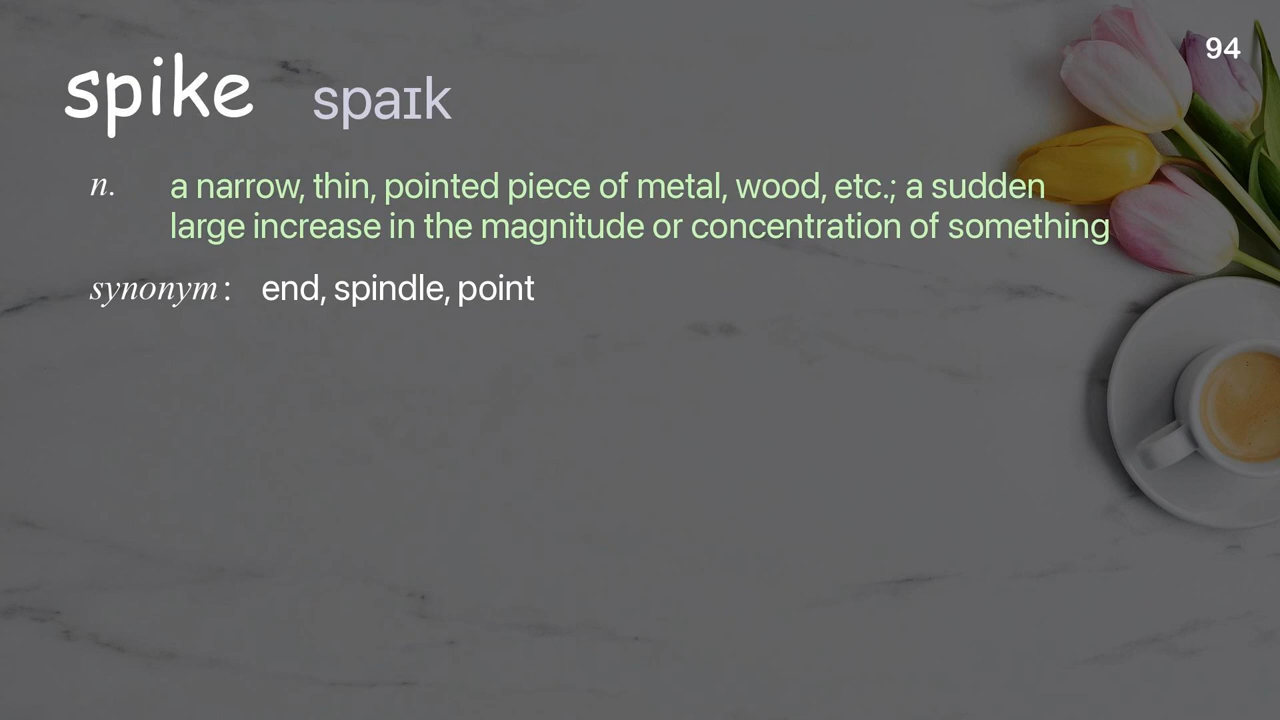 94
spike spaɪk
n. a narrow, thin, pointed piece of metal, wood, etc.; a sudden
large increase in the magnitude or concentration of something
synonym: end, spindle, point